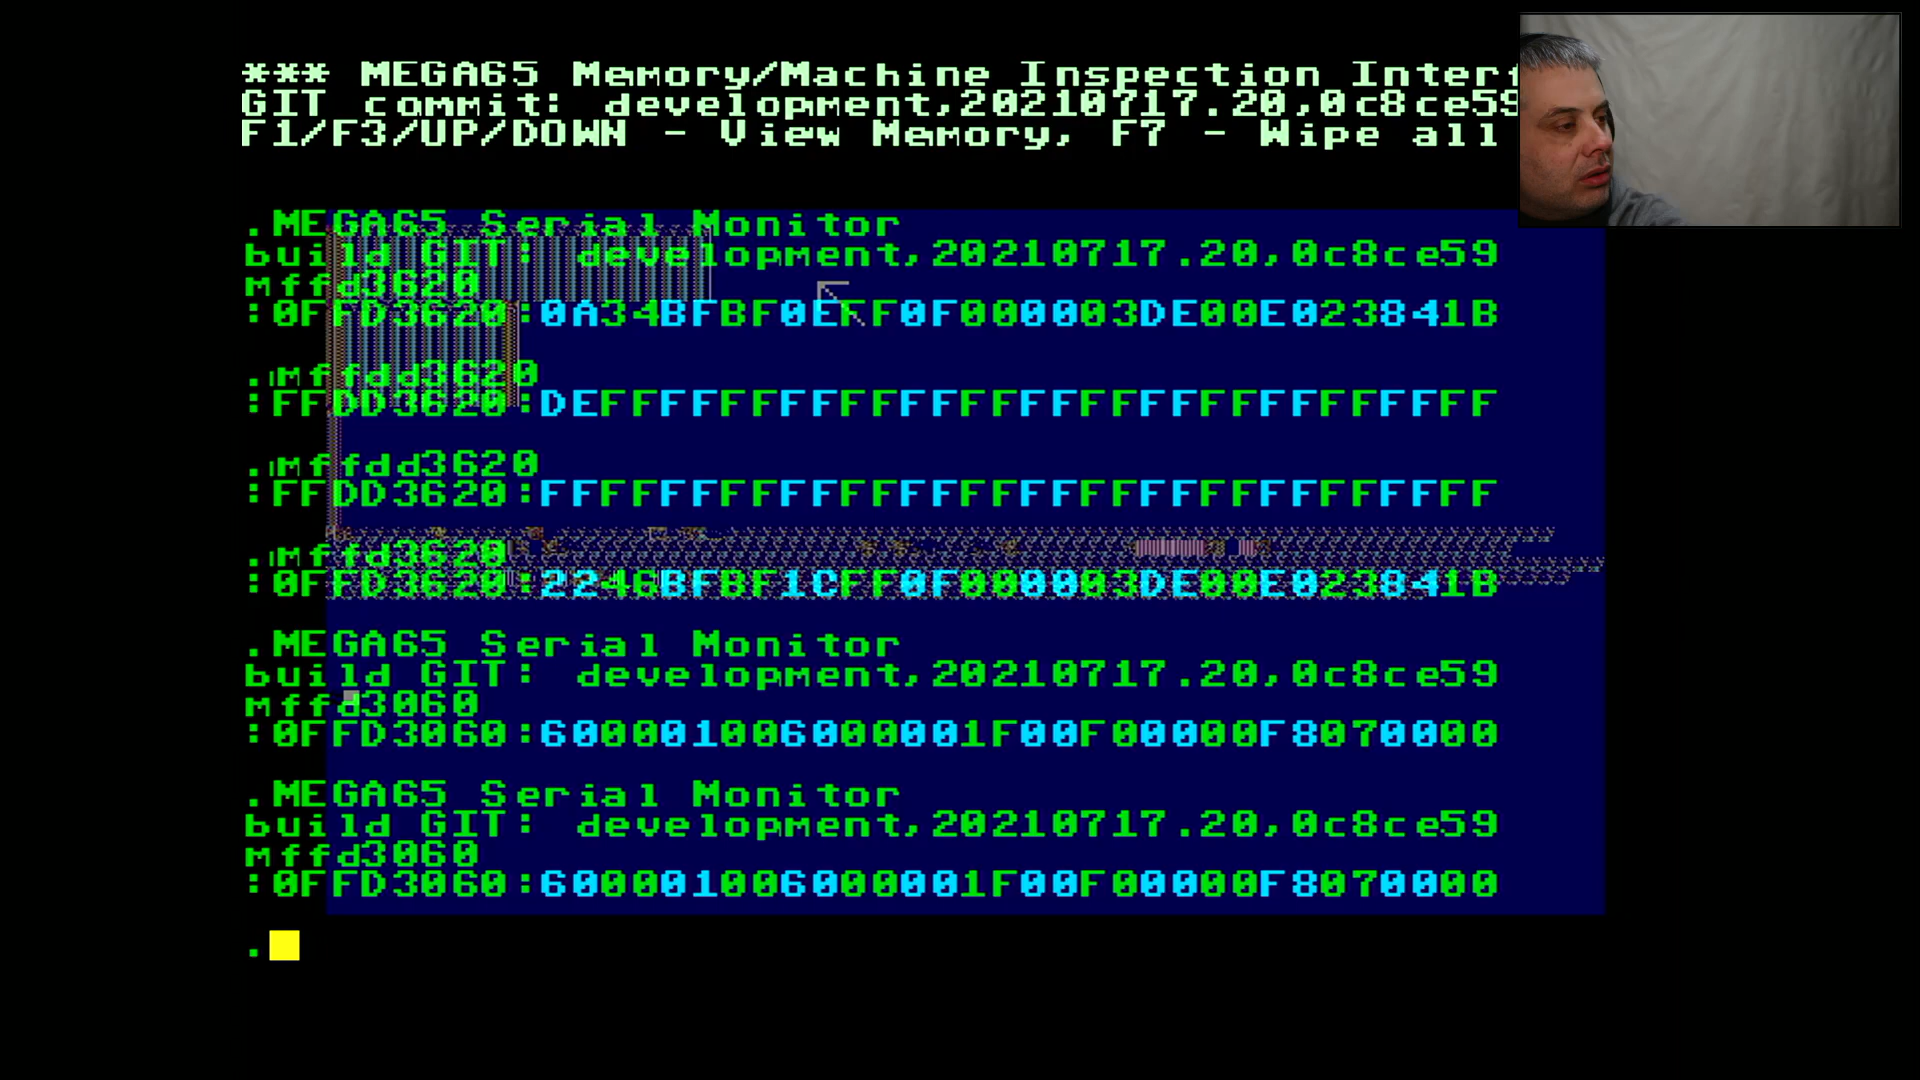 *** MEGA65 Memory/Machine Inspection Inter
GIT commit: development,20210717.20,0c8ce59
F1/F3/UP/DOWN - View Memory, F7 - Wipe all
.MEGA65 Serial Monitor
build GIT: development,20210717.20,0c8ce59
mffd3620
:0FFD3620:0A34BFBF0EFF0F000003DE00E023841B
.mffdd3620
:FFDD3620:DEFFFFFFFFFFFFFFFFFFFFFFFFFFFFFF
.mffdd3620
:FFDD3620:FFFFFFFFFFFFFFFFFFFFFFFFFFFFFFFF
.mffd3620
:0FFD3620:2246BFBF1CFF0F000003DE00E023841B
.MEGA65 Serial Monitor
build GIT: development,20210717.20,0c8ce59
mffd3060
:0FFD3060:60000100600000001F00F00000F8070000
.MEGA65 Serial Monitor
build GIT: development,20210717.20,0c8ce59
mffd3060
:0FFD3060:60000100600000001F00F00000F8070000
.